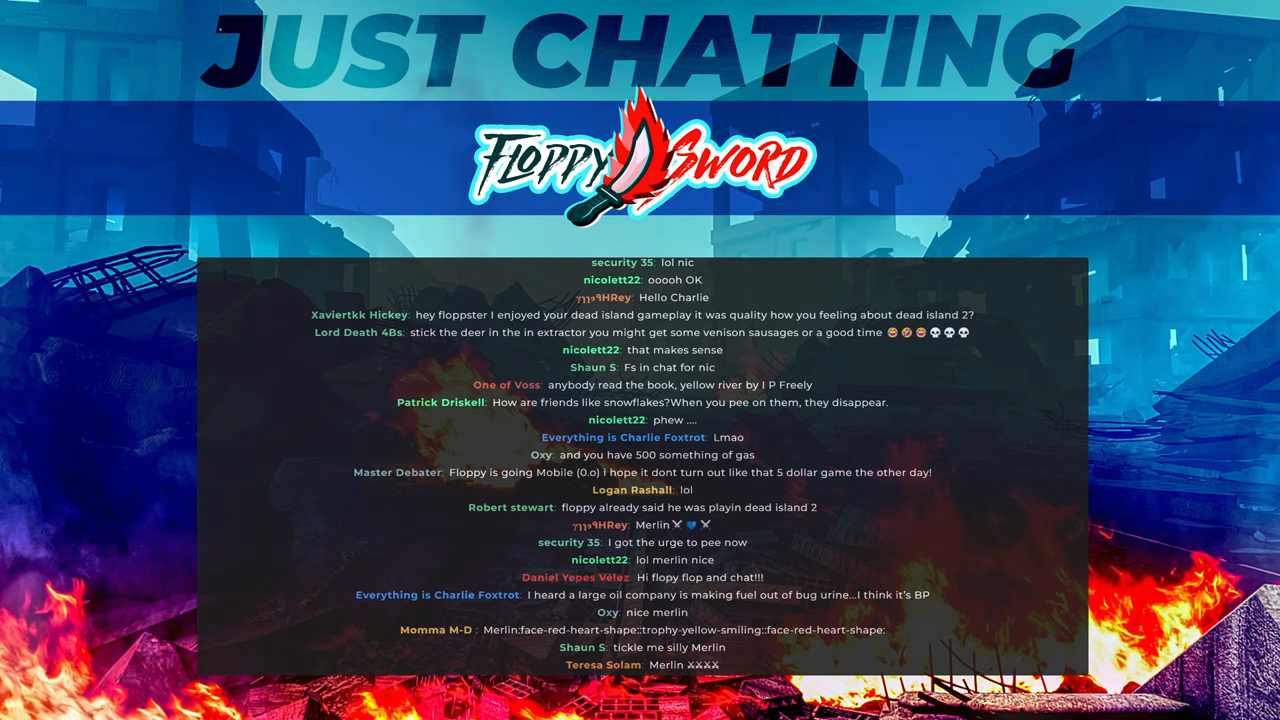 JUST CHATTING
FLOPPY SWORD
security 35: lol nic
nicolett22: ooooh OK
HRey: Hello Charlie
Xaviertkk Hickey: hey floppster I enjoyed your dead island gameplay it was quality how you feeling about dead island 2?
Lord Death 4Bs: stick the deer in the in extractor you might get some venison sausages or a good time 😂🤣😂💀💀💀
nicolett22: that makes sense
Shaun S: Fs in chat for nic
One of Voss: anybody read the book, yellow river by I P Freely
Patrick Driskell: How are friends like snowflakes?When you pee on them, they disappear.
nicolett22: phew ....
Everything is Charlie Foxtrot: Lmao
Oxy: and you have 500 something of gas
Master Debater: Floppy is going Mobile (0.o) i hope it dont turn out like that 5 dollar game the other day!
Logan Rashall: lol
Robert stewart: floppy already said he was playin dead island 2
HRey: Merlin⚔💙⚔
security 35: I got the urge to pee now
nicolett22: lol merlin nice
Daniel Yepes Vélez: Hi flopy flop and chat!!!
Everything is Charlie Foxtrot: I heard a large oil company is making fuel out of bug urine...I think it's BP
Oxy: nice merlin
Momma M-D : Merlin:face-red-heart-shape::trophy-yellow-smiling::face-red-heart-shape:
Shaun S: tickle me silly Merlin
Teresa Solam: Merlin ⚔⚔⚔⚔